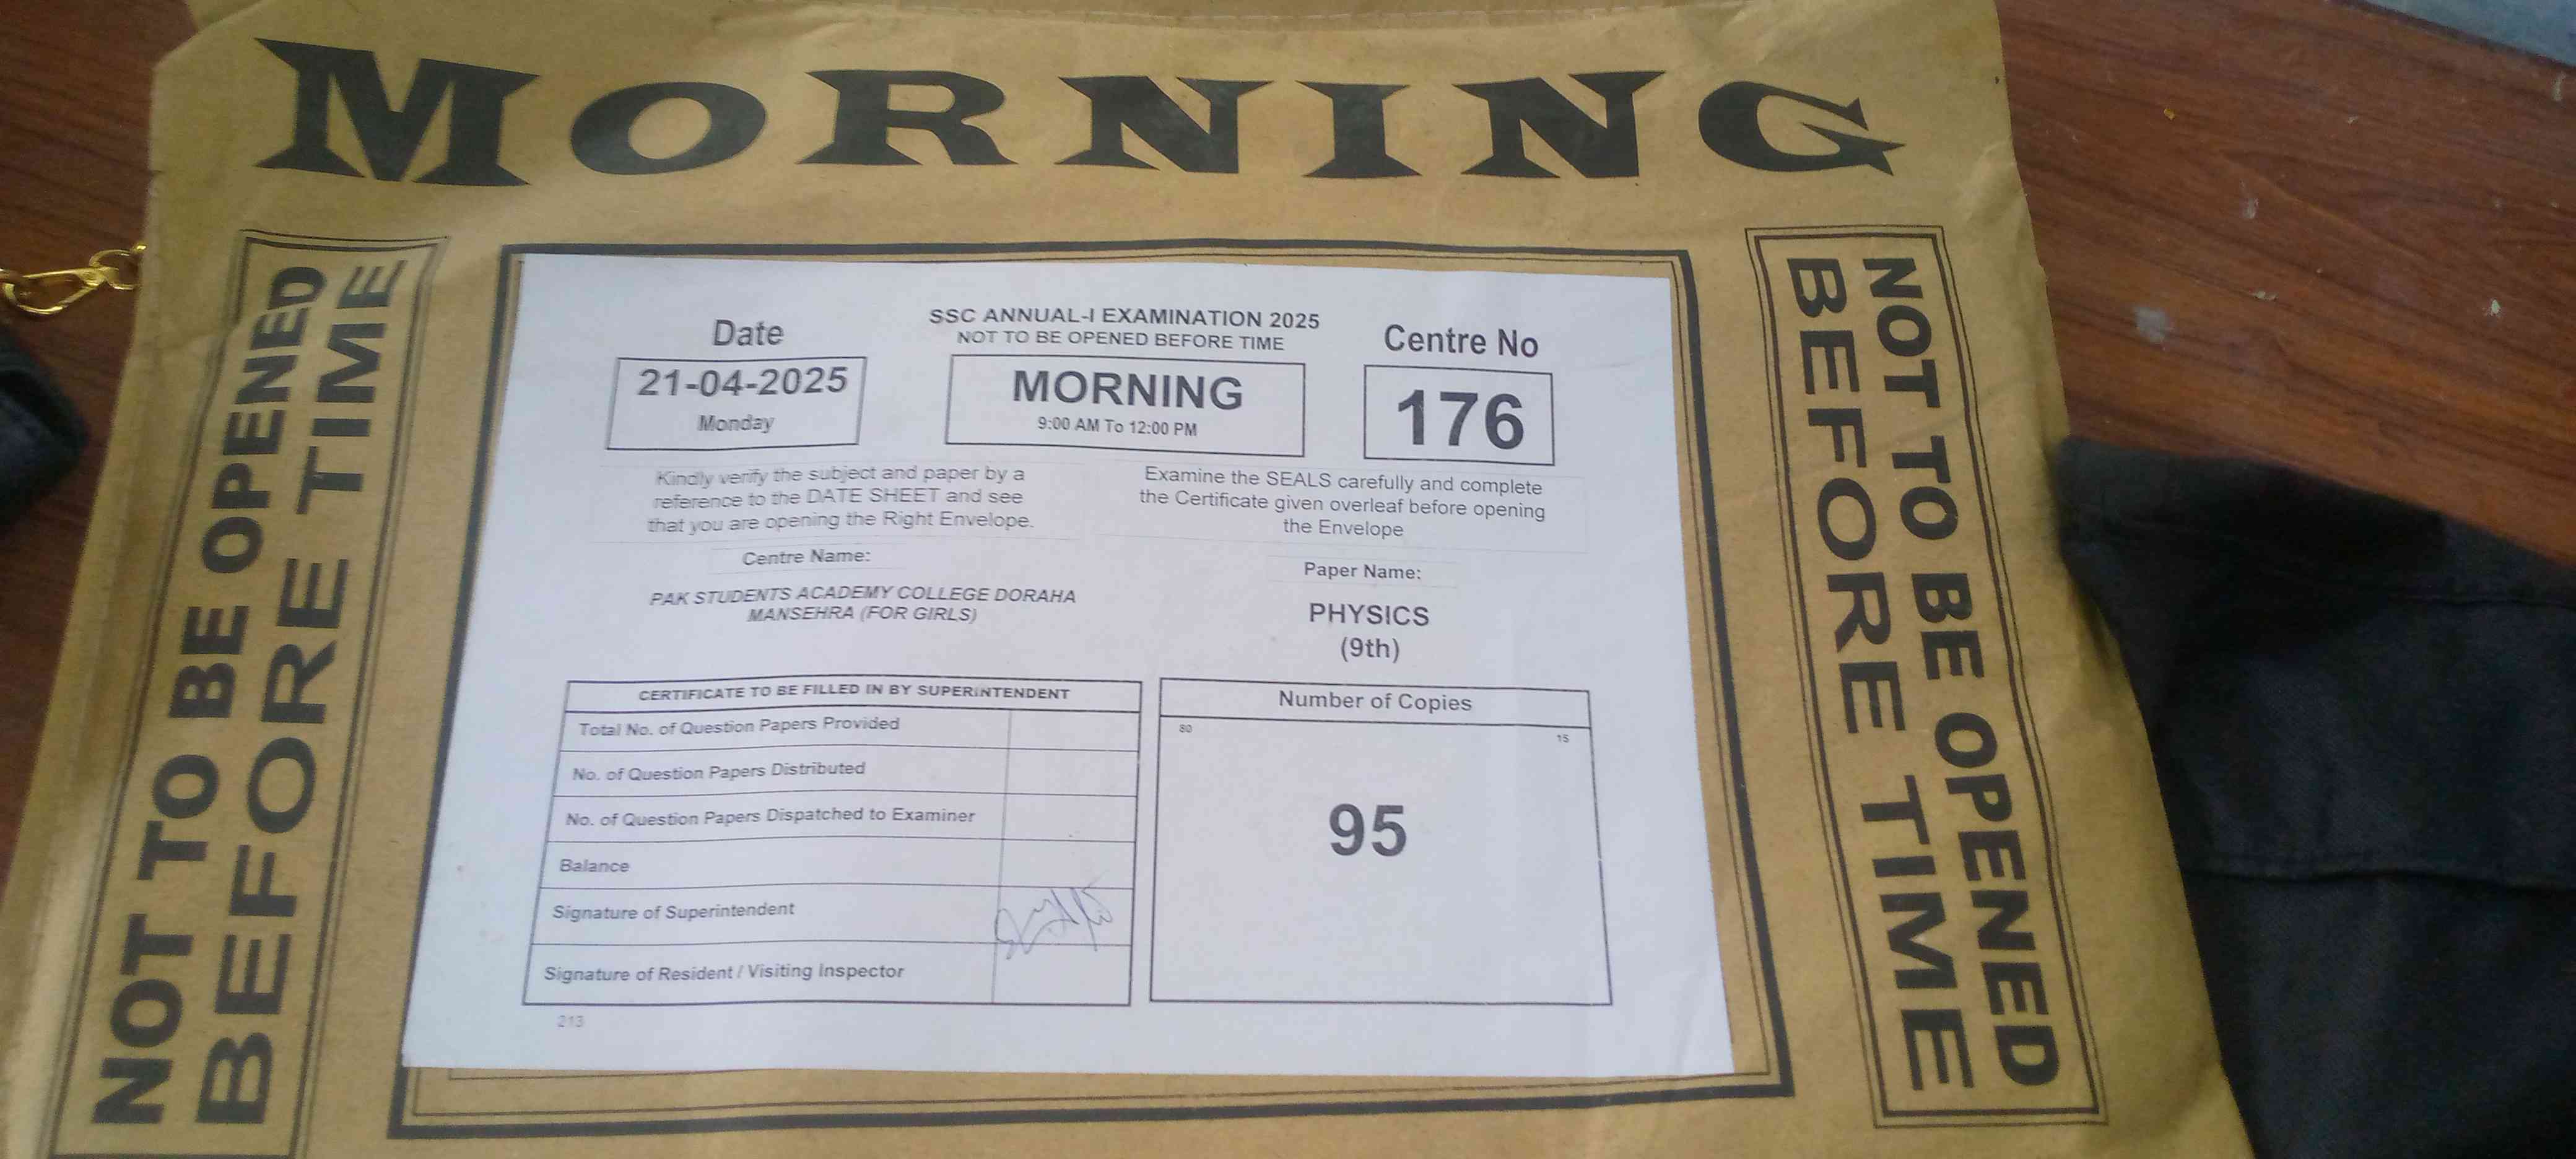 MORNING
NOT TO BE OPENED
BEFORE TIME
SSC ANNUAL-I EXAMINATION 2025
NOT TO BE OPENED BEFORE TIME
Date
21-04-2025
Monday
MORNING
9:00 AM To 12:00 PM
Centre No
176
Kindly verify the subject and paper by a
reference to the DATE SHEET and see
that you are opening the Right Envelope.
Examine the SEALS carefully and complete
the Certificate given overleaf before opening
the Envelope
Centre Name:
PAK STUDENTS ACADEMY COLLEGE DORAHA
MANSEHRA (FOR GIRLS)
Paper Name:
PHYSICS
(9th)
CERTIFICATE TO BE FILLED IN BY SUPERINTENDENT
Total No. of Question Papers Provided
No. of Question Papers Distributed
No. of Question Papers Dispatched to Examiner
Balance
Signature of Superintendent
Signature of Resident / Visiting Inspector
213
Number of Copies
80 15
95
NOT TO BE OPENED
BEFORE TIME